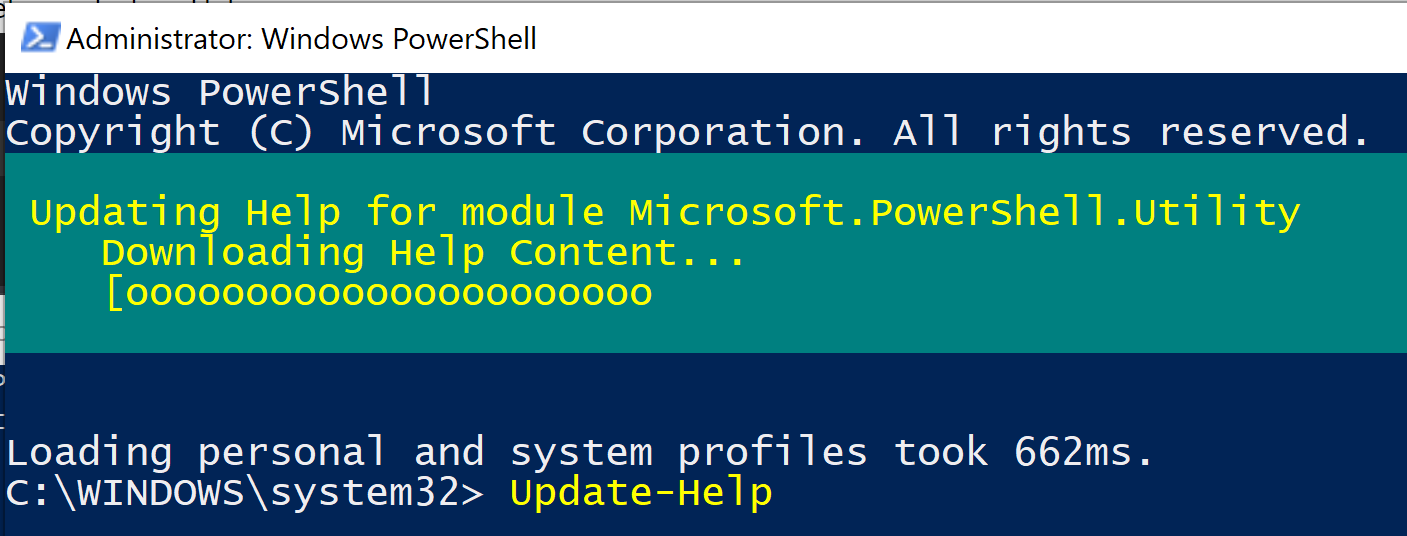 Administrator: Windows PowerShell
Windows PowerShell
Copyright (C) Microsoft Corporation. All rights reserved.
Updating Help for module Microsoft.PowerShell.Utility
Downloading Help Content...
[oooooooooooooooooooooo
Loading personal and system profiles took 662ms.
C:\WINDOWS\system32> Update-Help